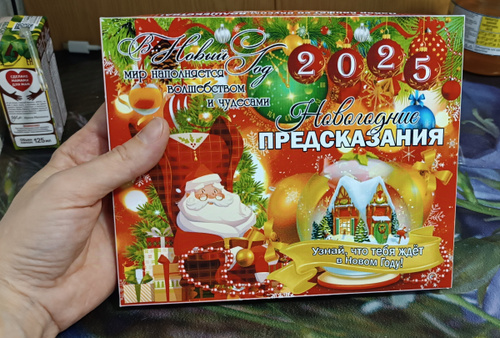 В Новый Год
мир наполняется
волшебством
и чудесами
2025
Новогодние
ПРЕДСКАЗАНИЯ
Узнай, что тебя ждёт
в Новом Году!